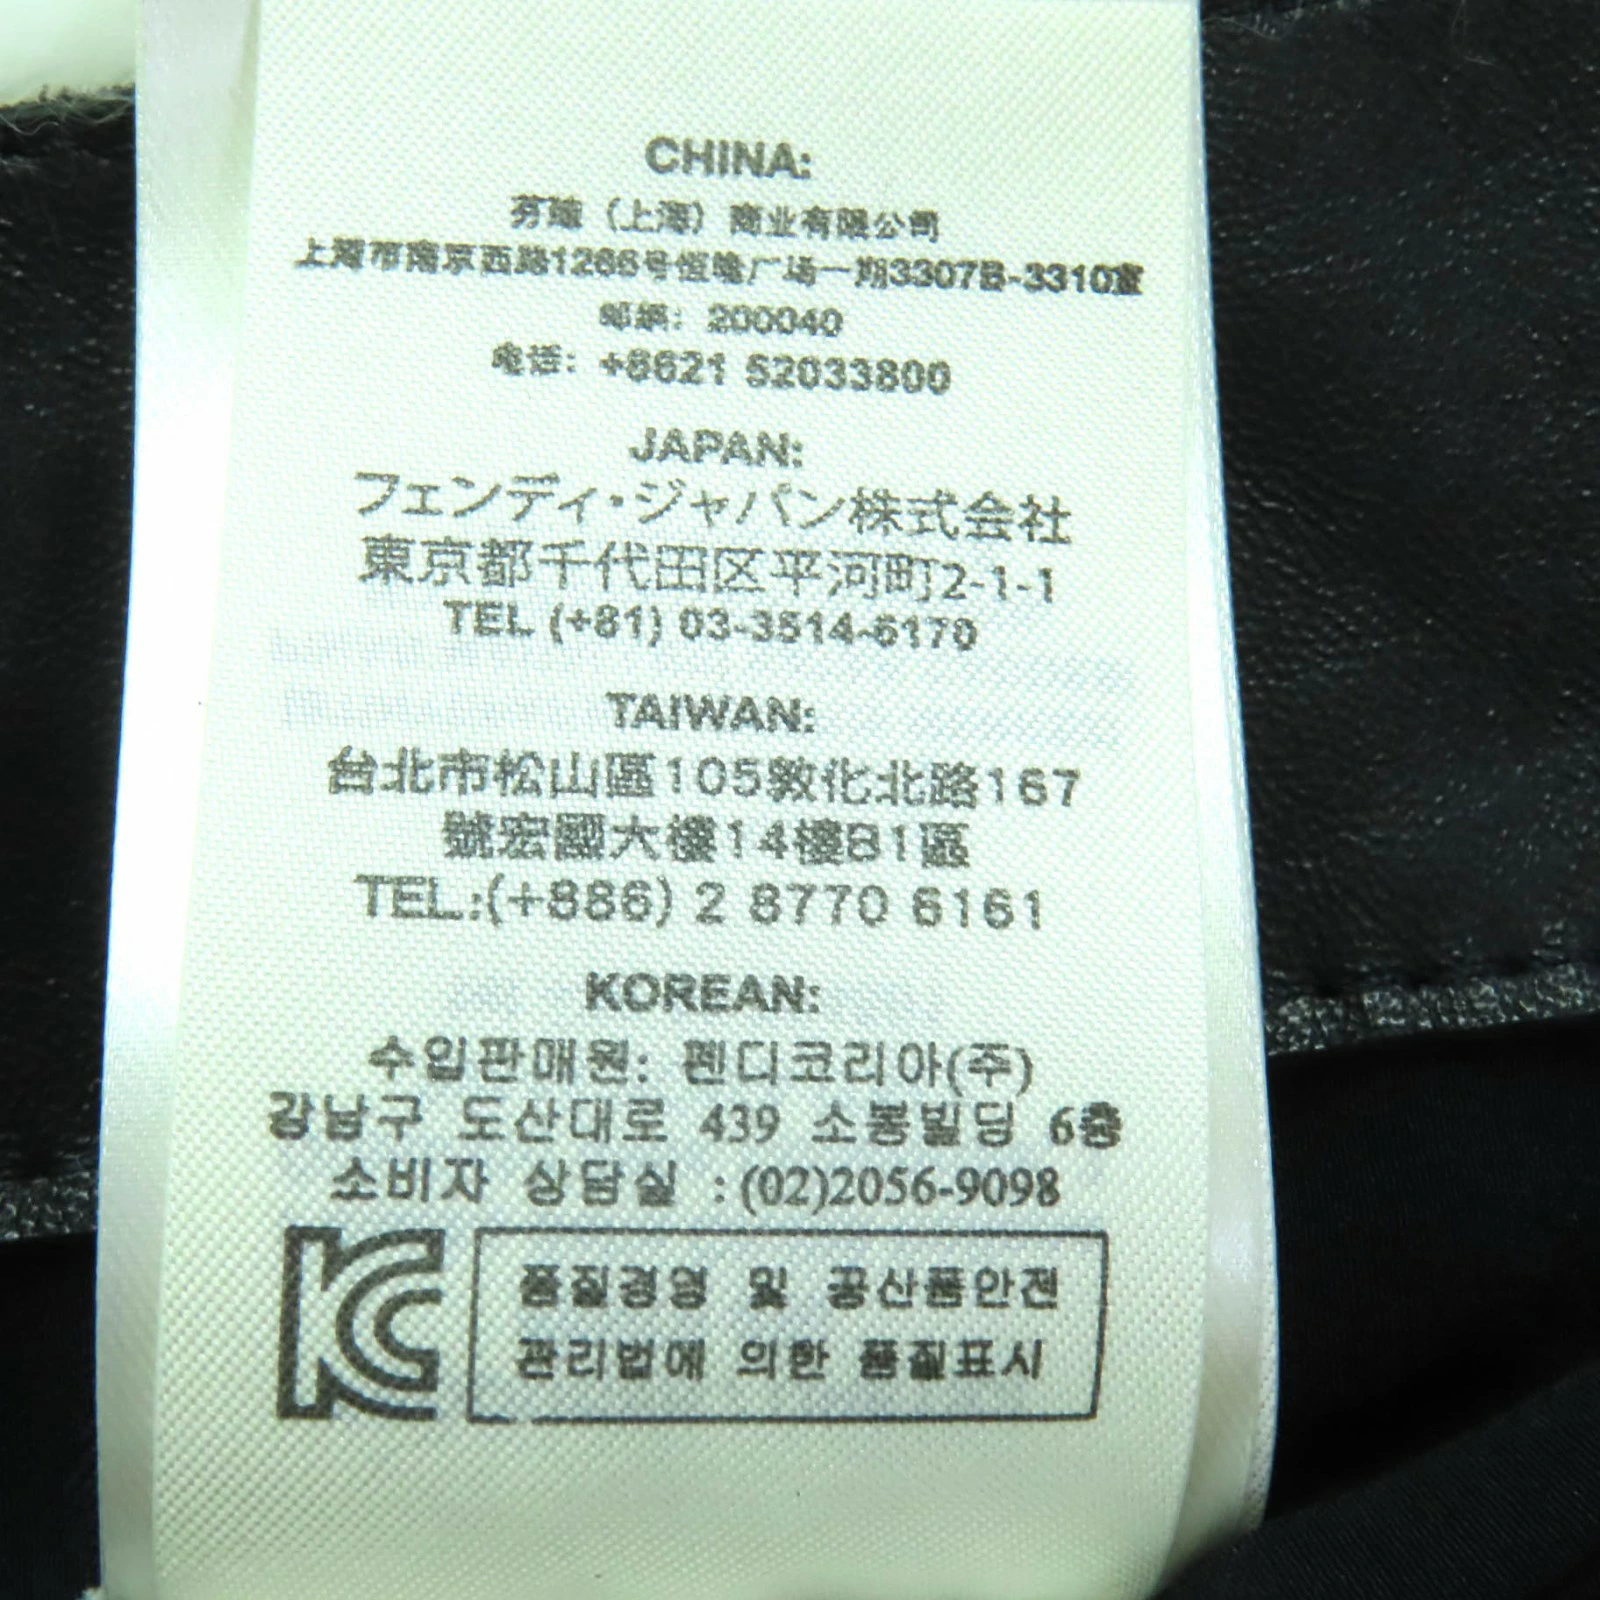 CHINA:
芬迪（上海）商业有限公司
上海市南京西路1266号恒隆广场一期3307B-3310室
邮编: 200040
电话: +8621 52033800
JAPAN:
フェンディ・ジャパン株式会社
東京都千代田区平河町2-1-1
TEL (+81) 03-3514-6170
TAIWAN:
台北市松山區105敦化北路167
號宏國大樓14樓B1區
TEL:(+886) 2 8770 6161
KOREAN:
수입판매원: 펜디코리아(주)
강남구 도산대로 439 소봉빌딩 6층
소비자 상담실 :(02)2056-9098
KC
품질경영 및 공산품안전
관리법에 의한 품질표시